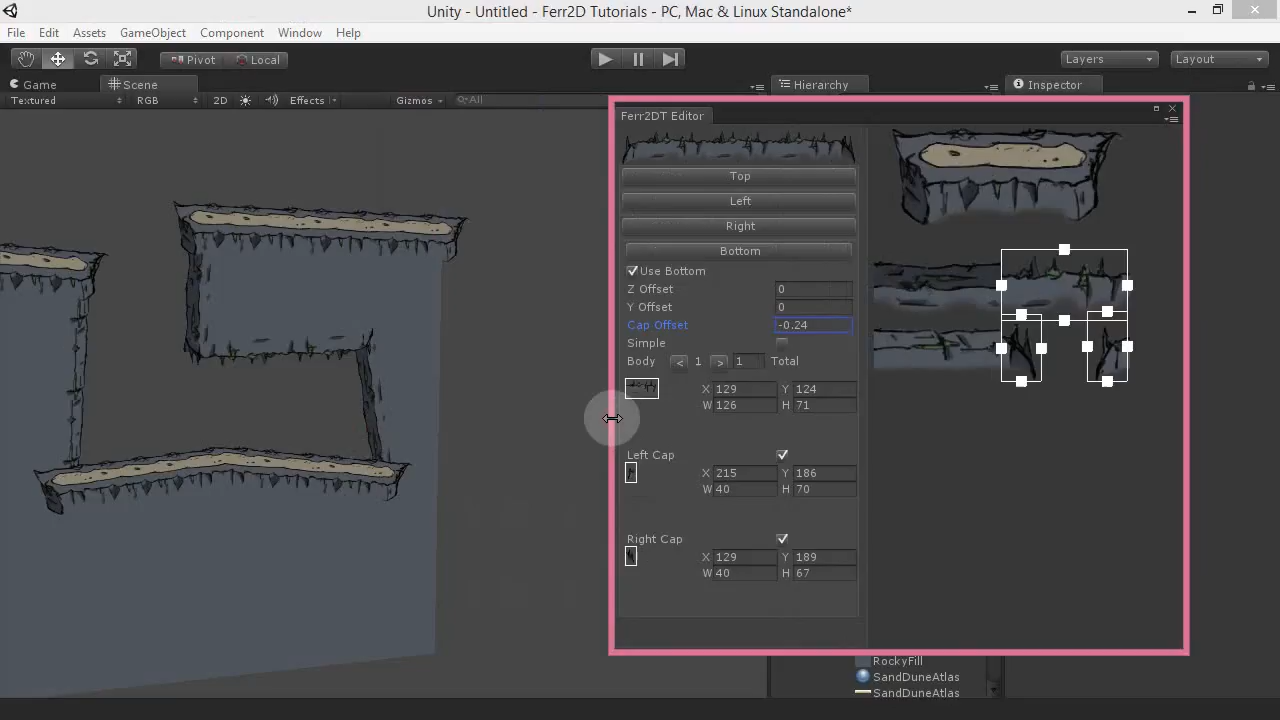 Unity - Untitled - Ferr2D Tutorials - PC, Mac & Linux Standalone*
File Edit Assets GameObject Component Window Help
Pivot Local Layers Layout
Game Scene Hierarchy Inspector
Textured RGB 2D Effects Gizmos All
Ferr2DT Editor
Top
Left
Right
Bottom
Use Bottom
Z Offset 0
Y Offset 0
Cap Offset -0.24
Simple
Body < 1 > 1 Total
X 129 Y 124
W 126 H 71
Left Cap
X 215 Y 186
W 40 H 70
Right Cap
X 129 Y 189
W 40 H 67
RockyFill
SandDuneAtlas
SandDuneAtlas